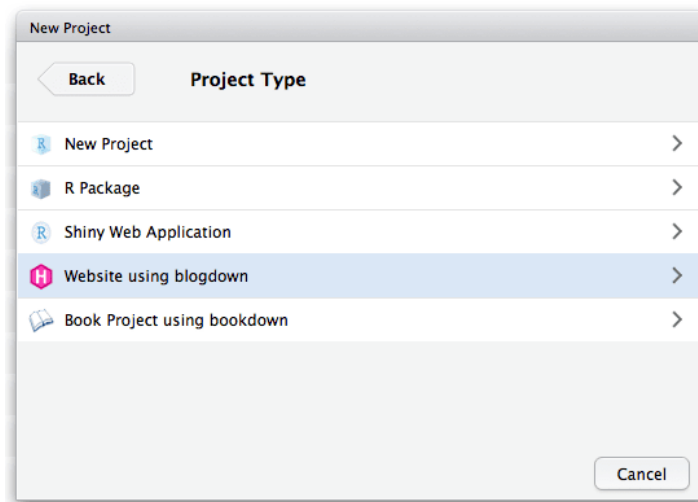 New Project
Back
Project Type
R
New Project
R Package
R
Shiny Web Application
H
Website using blogdown
Book Project using bookdown
Cancel